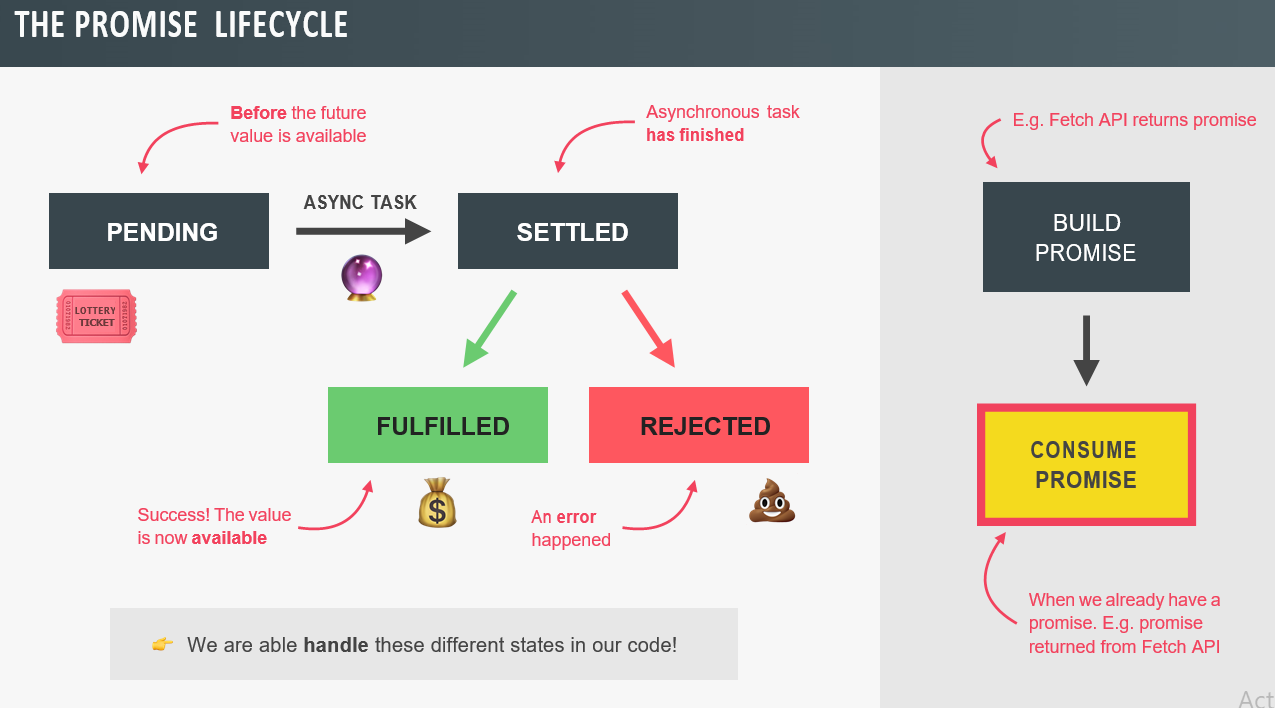 THE PROMISE LIFECYCLE
Before the future
value is available
Asynchronous task
has finished
PENDING
ASYNC TASK
SETTLED
LOTTERY
TICKET
FULFILLED
REJECTED
Success! The value
is now available
$
An error
happened
👉 We are able handle these different states in our code!
E.g. Fetch API returns promise
BUILD
PROMISE
CONSUME
PROMISE
When we already have a
promise. E.g. promise
returned from Fetch API
Act